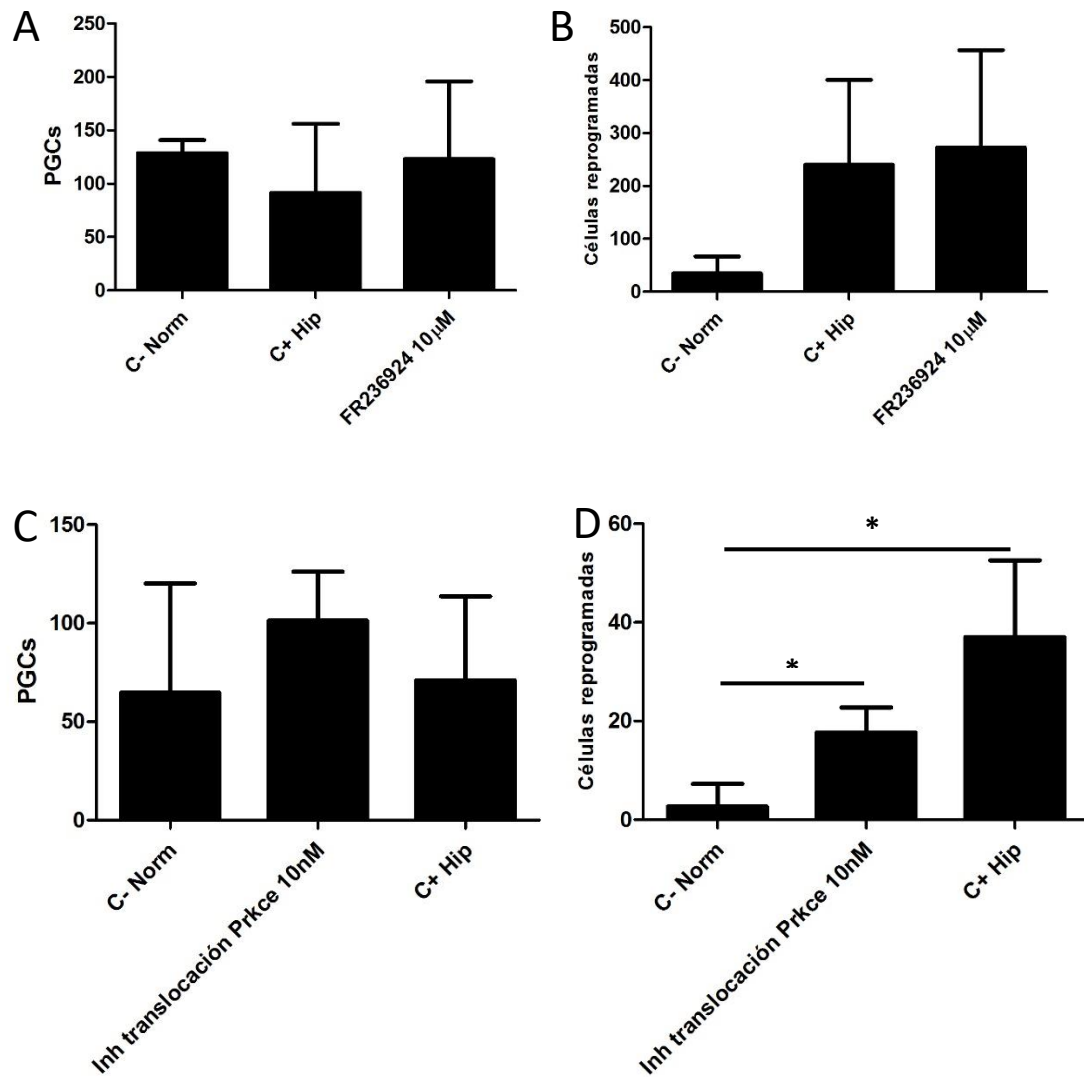 A
PGCs
250
200
150
100
50
0
C- Norm
C+ Hip
FR236924 10µM
B
Células reprogramadas
500
400
300
200
100
0
C- Norm
C+ Hip
FR236924 10µM
C
PGCs
150
100
50
0
C- Norm
Inh translocación Prkce 10nM
C+ Hip
D
Células reprogramadas
60
40
20
0
*
*
C- Norm
Inh translocación Prkce 10nM
C+ Hip